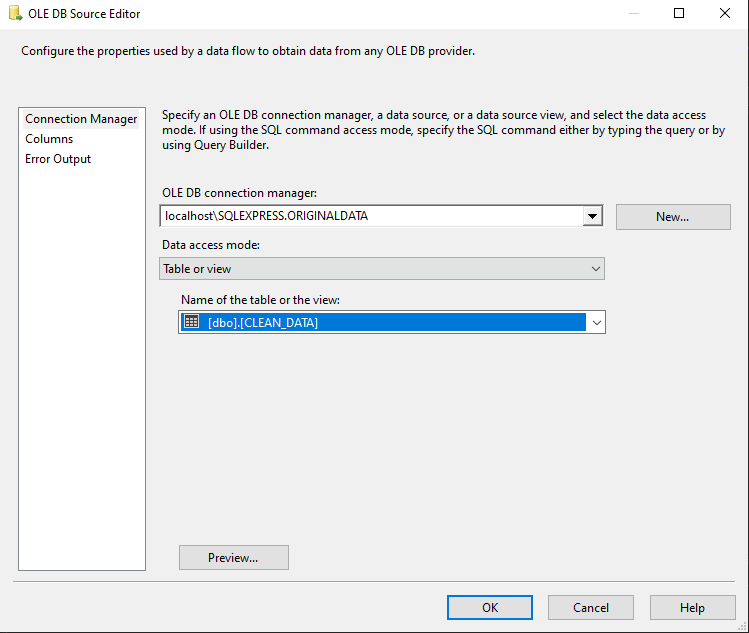 OLE DB Source Editor
Configure the properties used by a data flow to obtain data from any OLE DB provider.
Connection Manager
Columns
Error Output
Specify an OLE DB connection manager, a data source, or a data source view, and select the data access
mode. If using the SQL command access mode, specify the SQL command either by typing the query or by
using Query Builder.
OLE DB connection manager:
localhost\SQLEXPRESS.ORIGINALDATA
New...
Data access mode:
Table or view
Name of the table or the view:
[dbo].[CLEAN_DATA]
Preview...
OK
Cancel
Help